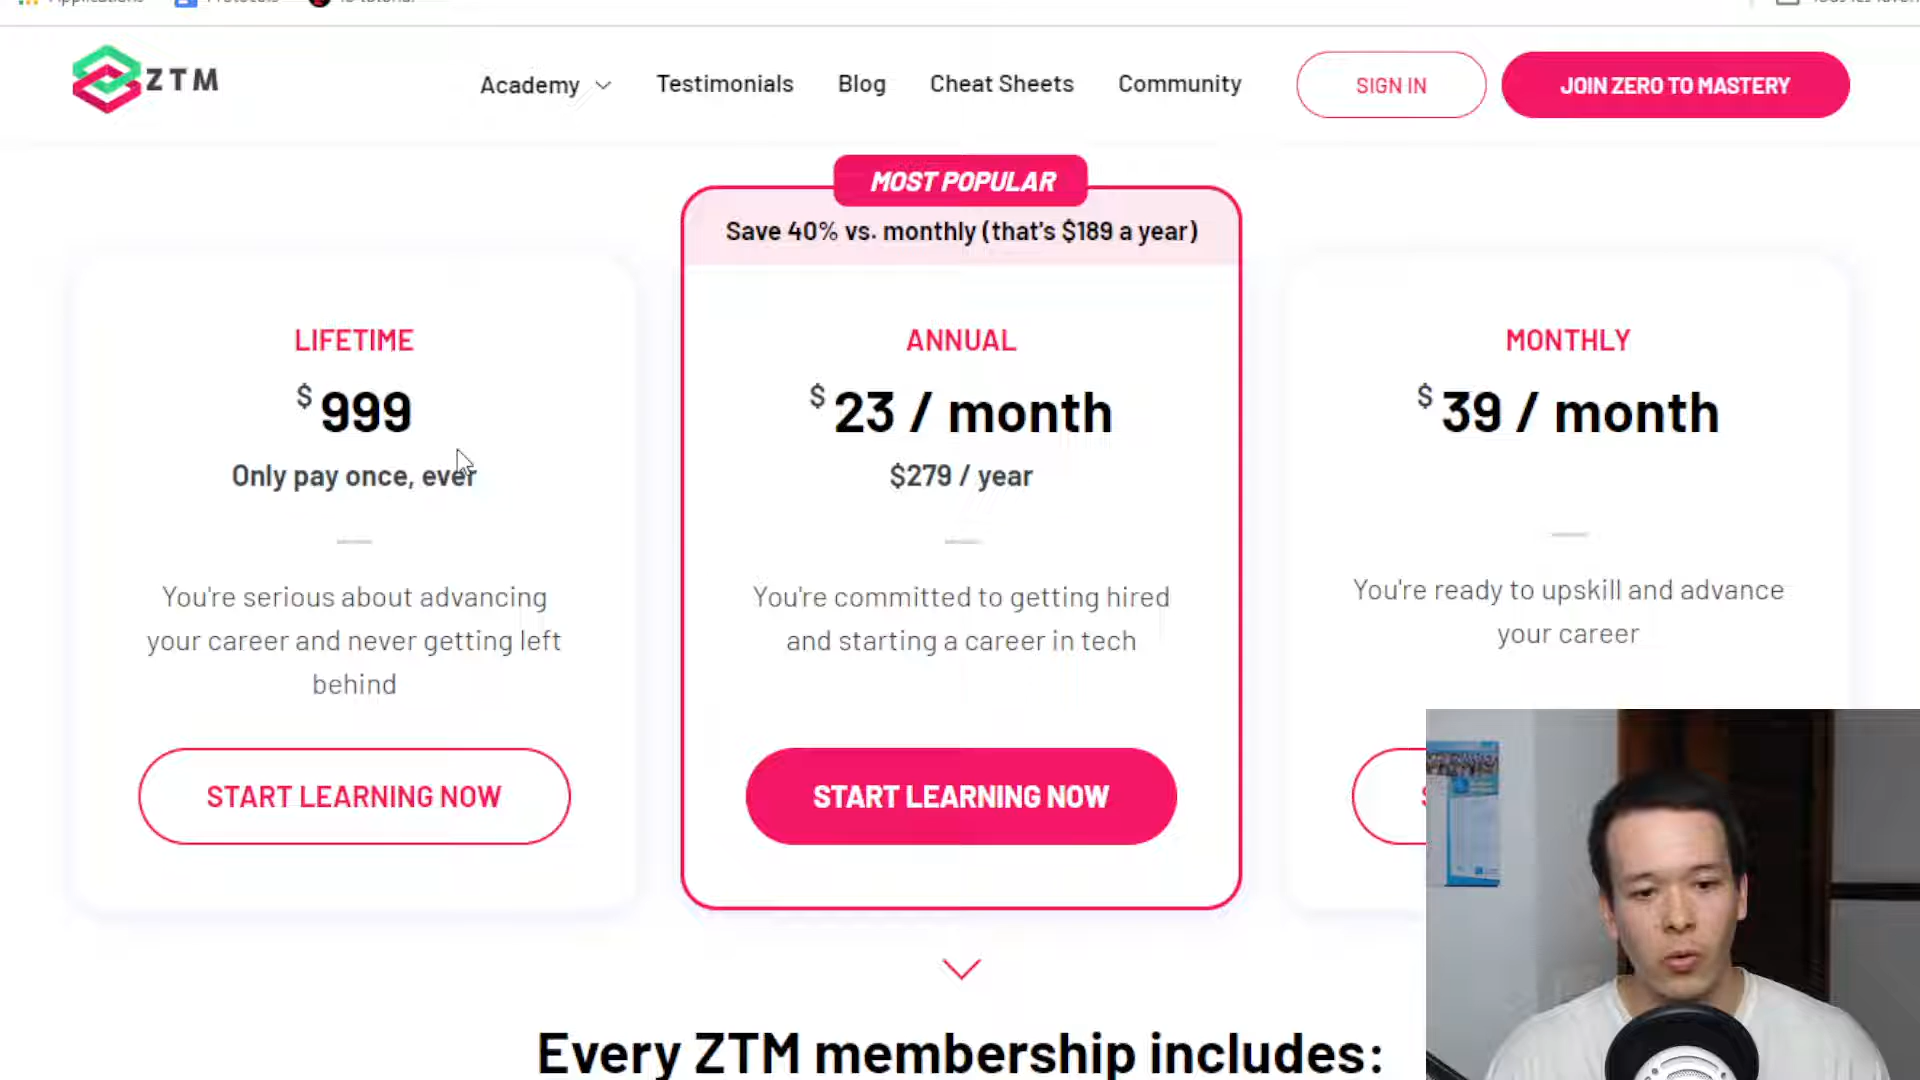 ZTM
Academy
Testimonials
Blog
Cheat Sheets
Community
SIGN IN
JOIN ZERO TO MASTERY
MOST POPULAR
Save 40% vs. monthly (that's $189 a year)
LIFETIME
$999
Only pay once, ever
You're serious about advancing
your career and never getting left
behind
START LEARNING NOW
ANNUAL
$23 / month
$279 / year
You're committed to getting hired
and starting a career in tech
START LEARNING NOW
MONTHLY
$39 / month
You're ready to upskill and advance
your career
Every ZTM membership includes: